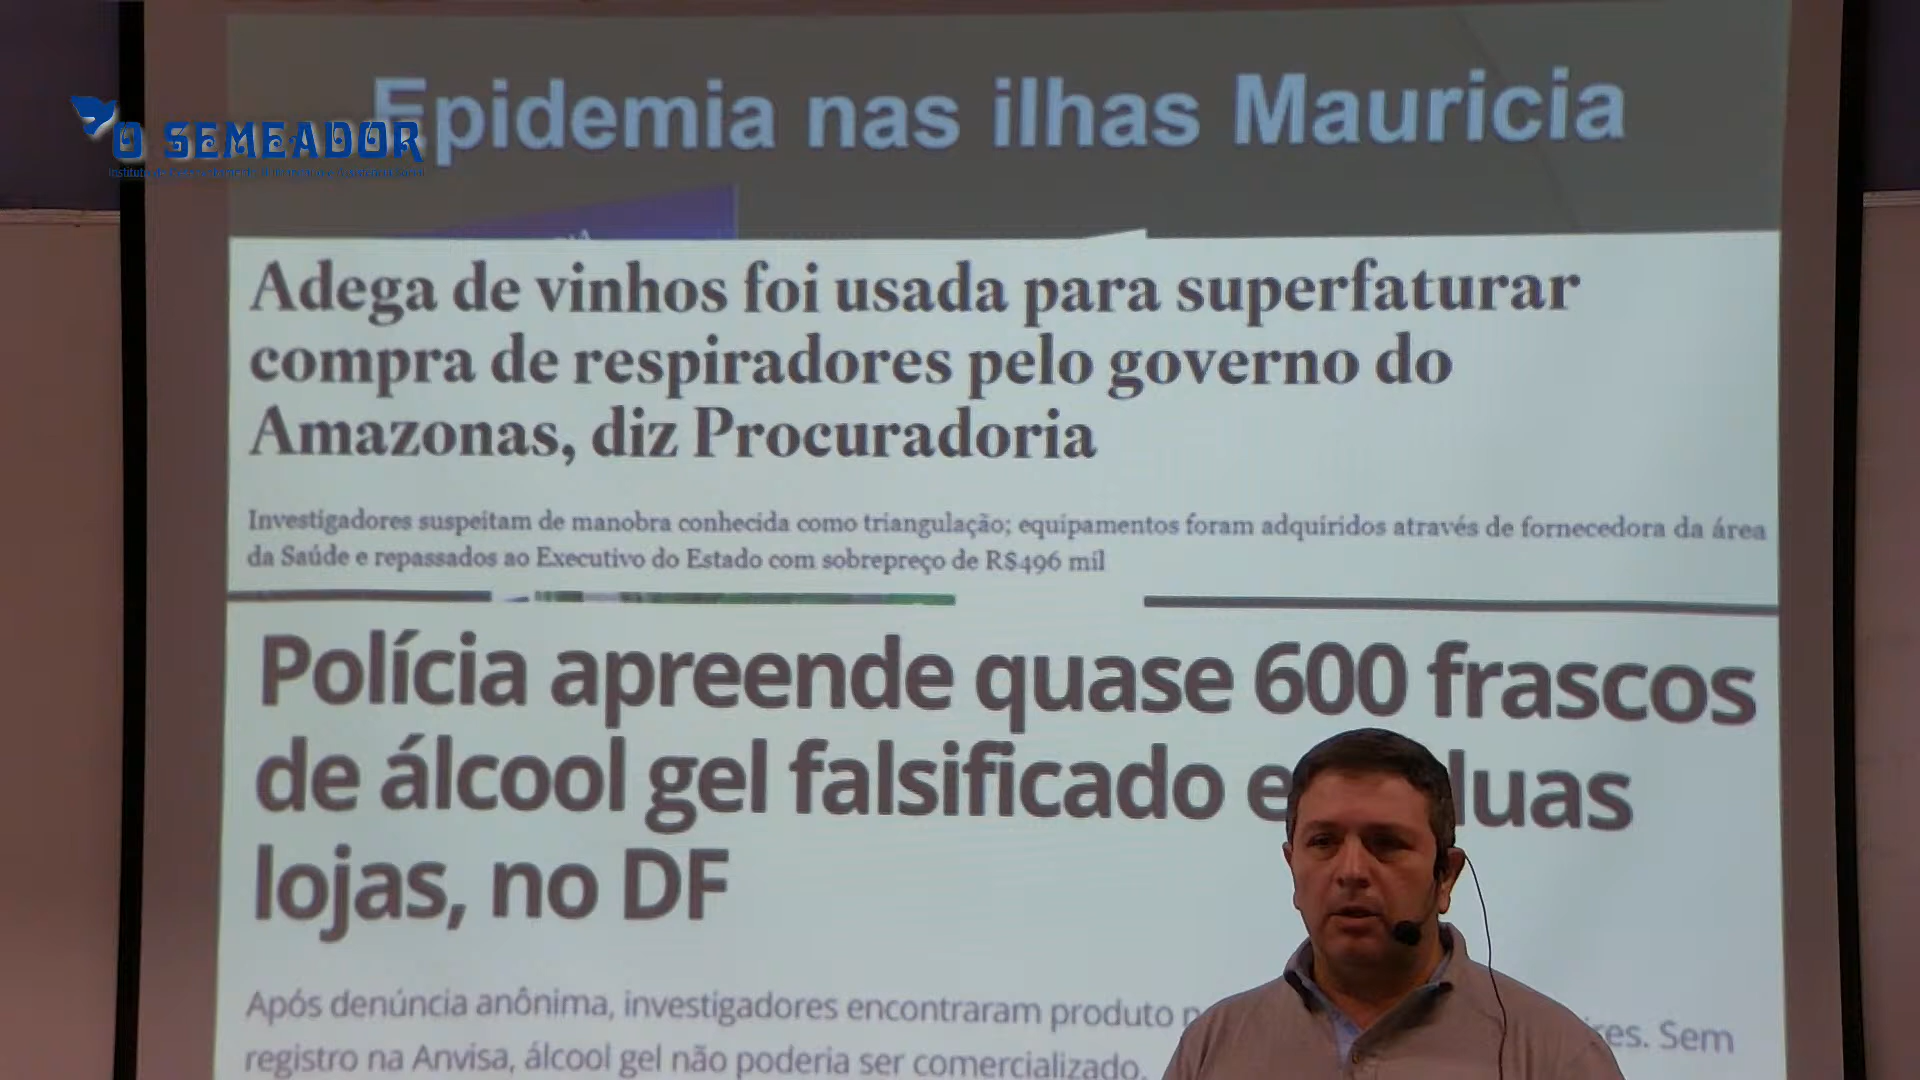 Epidemia nas ilhas Mauricia
O SEMEADOR
Adega de vinhos foi usada para superfaturar
compra de respiradores pelo governo do
Amazonas, diz Procuradoria
Investigadores suspeitam de manobra conhecida como triangulação; equipamentos foram adquiridos através de fornecedora da área
da Saúde e repassados ao Executivo do Estado com sobrepreço de R$496 mil
Polícia apreende quase 600 frascos
de álcool gel falsificado e luas
lojas, no DF
Após denúncia anônima, investigadores encontraram produto p res. Sem
registro na Anvisa, álcool gel não poderia ser comercializado.